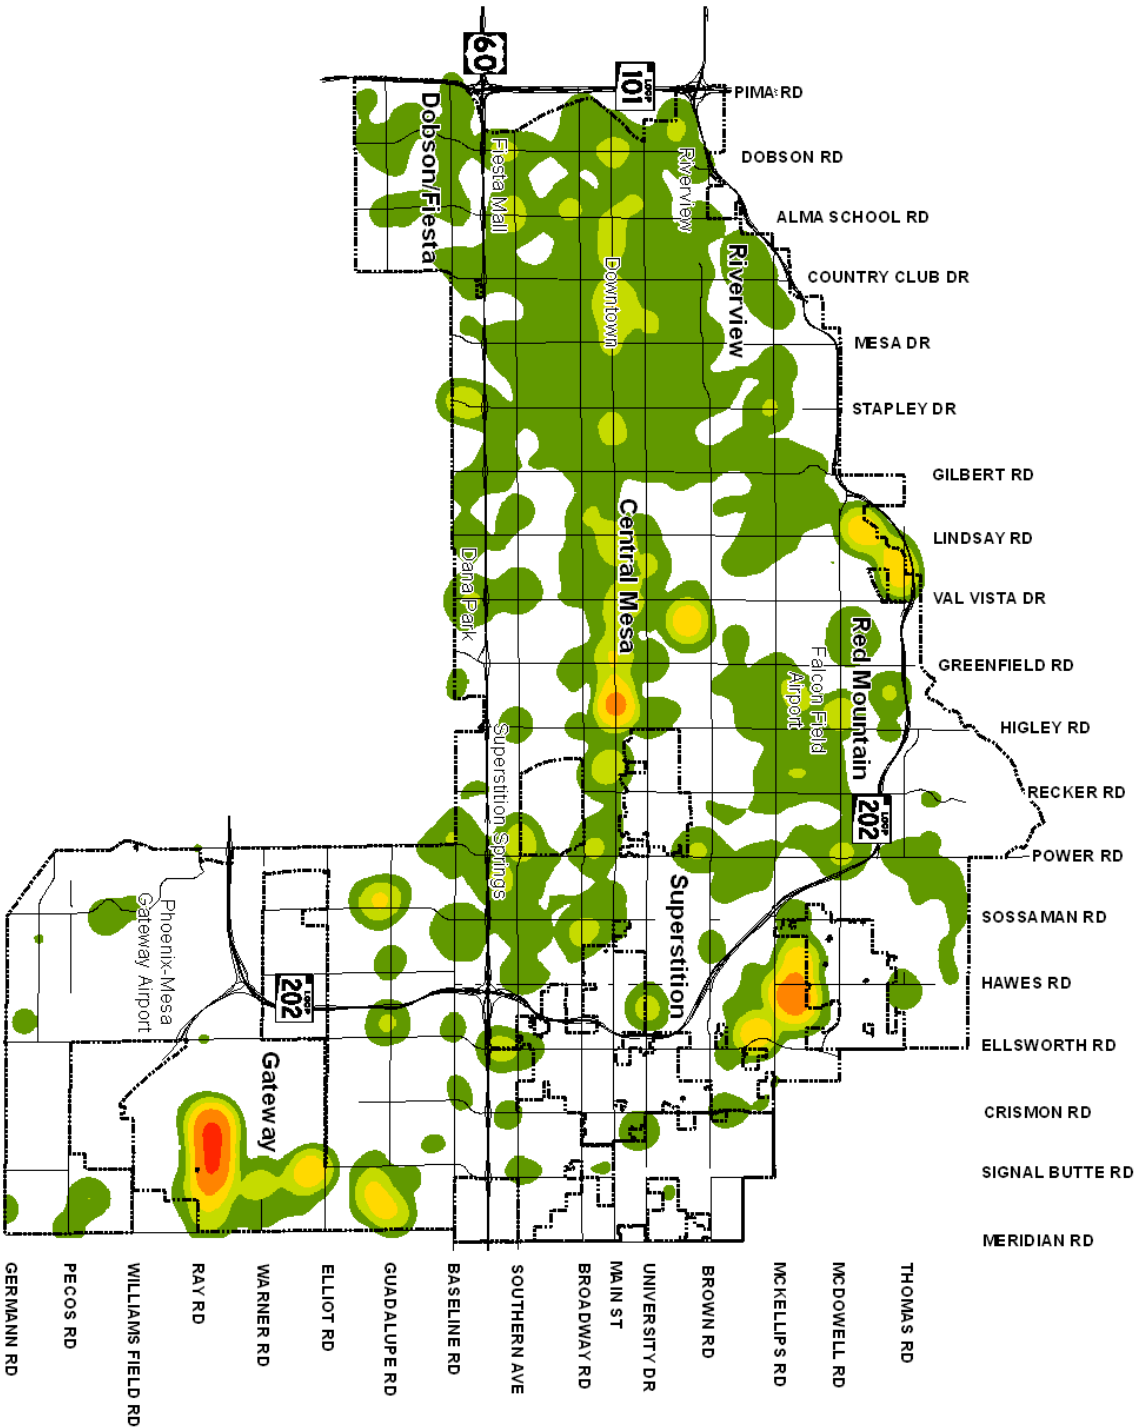 60
LOOP
101
PIMA RD
DOBSON RD
ALMA SCHOOL RD
COUNTRY CLUB DR
MESA DR
STAPLEY DR
GILBERT RD
LINDSAY RD
VAL VISTA DR
GREENFIELD RD
HIGLEY RD
RECKER RD
POWER RD
SOSSAMAN RD
HAWES RD
ELLSWORTH RD
CRISMON RD
SIGNAL BUTTE RD
MERIDIAN RD
Dobson/Fiesta
Fiesta Mall
Riverview
Riverview
Downtown
Central Mesa
Dana Park
Red Mountain
Falcon Field
Airport
LOOP
202
Superstition Springs
Superstition
Phoenix-Mesa
Gateway Airport
LOOP
202
Gateway
GERMANN RD
PECOS RD
WILLIAMS FIELD RD
RAY RD
WARNER RD
ELLIOT RD
GUADALUPE RD
BASELINE RD
SOUTHERN AVE
BROADWAY RD
MAIN ST
UNIVERSITY DR
BROWN RD
MCKELLIPS RD
MCDOWELL RD
THOMAS RD